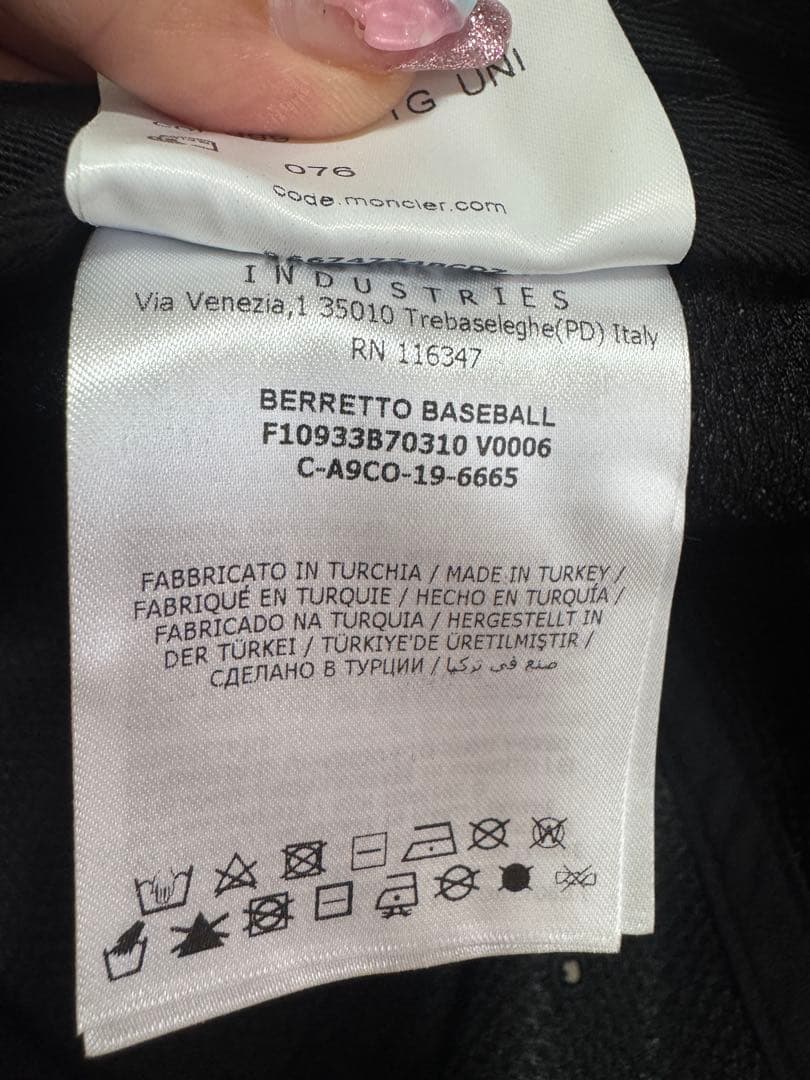 TG UNI
076
code.moncler.com
INDUSTRIES
Via Venezia,1 35010 Trebaseleghe(PD) Italy
RN 116347
BERRETTO BASEBALL
F10933B70310 V0006
C-A9CO-19-6665
FABBRICATO IN TURCHIA / MADE IN TURKEY /
FABRIQUÉ EN TURQUIE / HECHO EN TURQUÍA /
FABRICADO NA TURQUIA / HERGESTELLT IN
DER TÜRKEI / TÜRKIYE'DE ÜRETILMIŞTIR /
СДЕЛАНО В ТУРЦИИ / صنع في تركيا